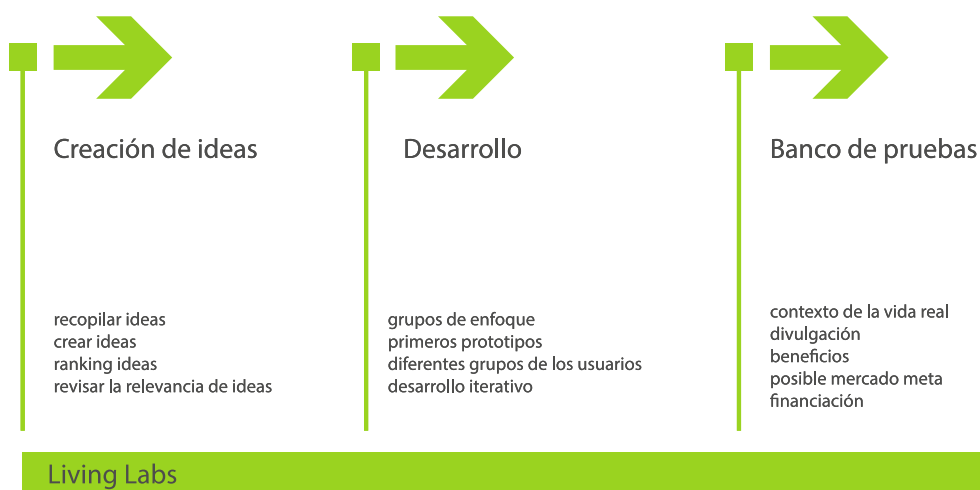 Creación de ideas
recopilar ideas
crear ideas
ranking ideas
revisar la relevancia de ideas
Desarrollo
grupos de enfoque
primeros prototipos
diferentes grupos de los usuarios
desarrollo iterativo
Banco de pruebas
contexto de la vida real
divulgación
beneficios
posible mercado meta
financiación
Living Labs